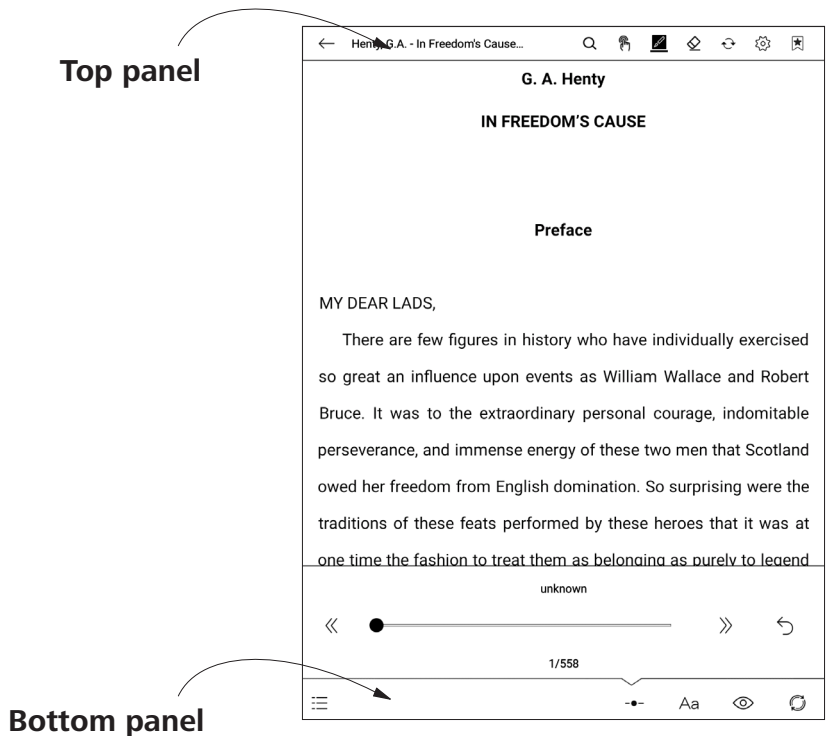 Top panel
Henty, G.A. - In Freedom's Cause...
G. A. Henty
IN FREEDOM'S CAUSE
Preface
MY DEAR LADS,
There are few figures in history who have individually exercised
so great an influence upon events as William Wallace and Robert
Bruce. It was to the extraordinary personal courage, indomitable
perseverance, and immense energy of these two men that Scotland
owed her freedom from English domination. So surprising were the
traditions of these feats performed by these heroes that it was at
one time the fashion to treat them as belonging as purely to legend
unknown
1/558
Aa
Bottom panel